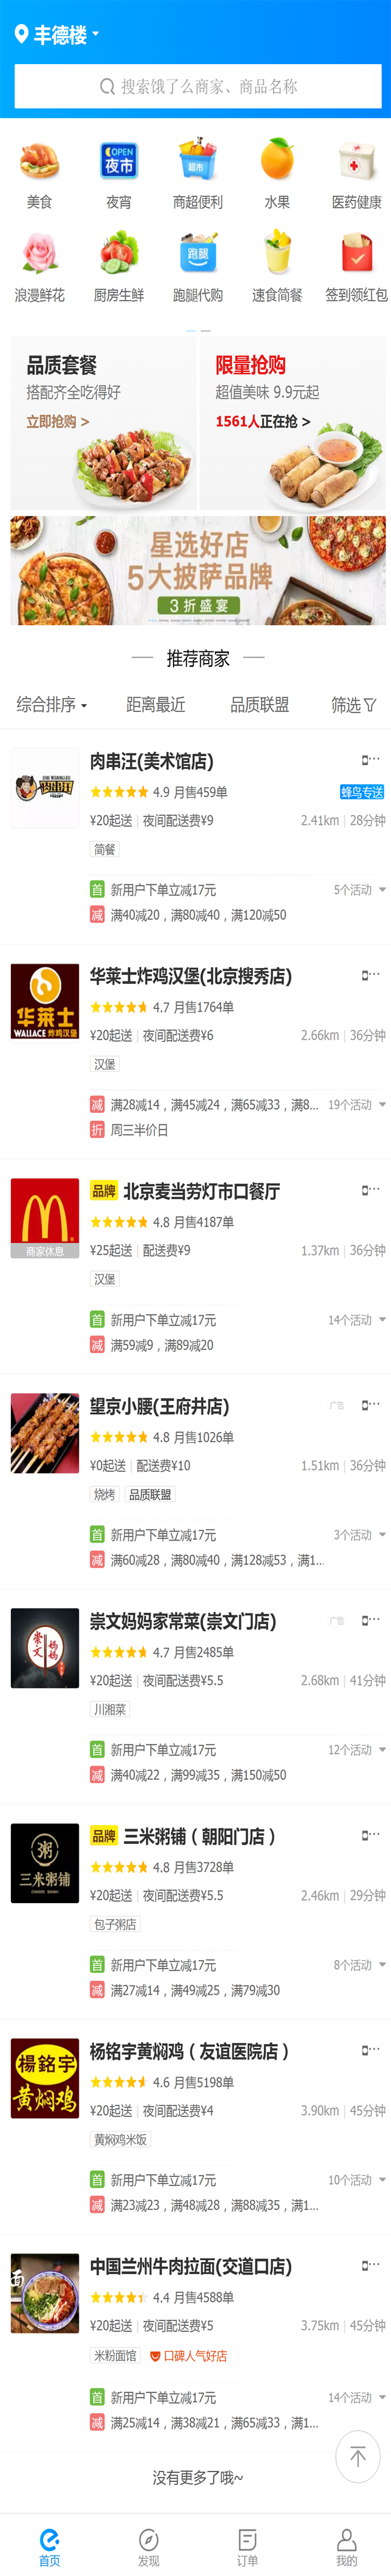 丰德楼
搜索饿了么商家、商品名称
OPEN
夜市
超市
跑腿
美食 夜宵 商超便利 水果 医药健康
浪漫鲜花 厨房生鲜 跑腿代购 速食简餐 签到领红包
品质套餐
搭配齐全吃得好
立即抢购 >
限量抢购
超值美味 9.9元起
1561人正在抢 >
星选好店
5大披萨品牌
3折盛宴
推荐商家
综合排序 距离最近 品质联盟 筛选
肉串汪(美术馆店)
4.9 月售459单 蜂鸟专送
¥20起送 | 夜间配送费¥9 2.41km | 28分钟
简餐
首 新用户下单立减17元 5个活动
减 满40减20，满80减40，满120减50
华莱士
WALLACE 炸鸡汉堡
华莱士炸鸡汉堡(北京搜秀店)
4.7 月售1764单
¥20起送 | 夜间配送费¥6 2.66km | 36分钟
汉堡
减 满28减14，满45减24，满65减33，满8... 19个活动
折 周三半价日
商家休息
品牌 北京麦当劳灯市口餐厅
4.8 月售4187单
¥25起送 | 配送费¥9 1.37km | 36分钟
汉堡
首 新用户下单立减17元 14个活动
减 满59减9，满89减20
望京小腰(王府井店) 广告
4.8 月售1026单
¥0起送 | 配送费¥10 1.51km | 36分钟
烧烤 品质联盟
首 新用户下单立减17元 3个活动
减 满60减28，满80减40，满128减53，满1...
崇文妈妈
崇文妈妈家常菜(崇文门店) 广告
4.7 月售2485单
¥20起送 | 夜间配送费¥5.5 2.68km | 41分钟
川湘菜
首 新用户下单立减17元 12个活动
减 满40减22，满99减35，满150减50
粥
三米粥铺
品牌 三米粥铺（朝阳门店）
4.8 月售3728单
¥20起送 | 夜间配送费¥5.5 2.46km | 29分钟
包子粥店
首 新用户下单立减17元 8个活动
减 满27减14，满49减25，满79减30
楊銘宇
黄焖鸡
杨铭宇黄焖鸡（友谊医院店）
4.6 月售5198单
¥20起送 | 夜间配送费¥4 3.90km | 45分钟
黄焖鸡米饭
首 新用户下单立减17元 10个活动
减 满23减23，满48减28，满88减35，满1...
面
中国兰州牛肉拉面(交道口店)
4.4 月售4588单
¥20起送 | 夜间配送费¥5 3.75km | 45分钟
米粉面馆 口碑人气好店
首 新用户下单立减17元 14个活动
减 满25减14，满38减21，满65减33，满1...
没有更多了哦~
首页 发现 订单 我的